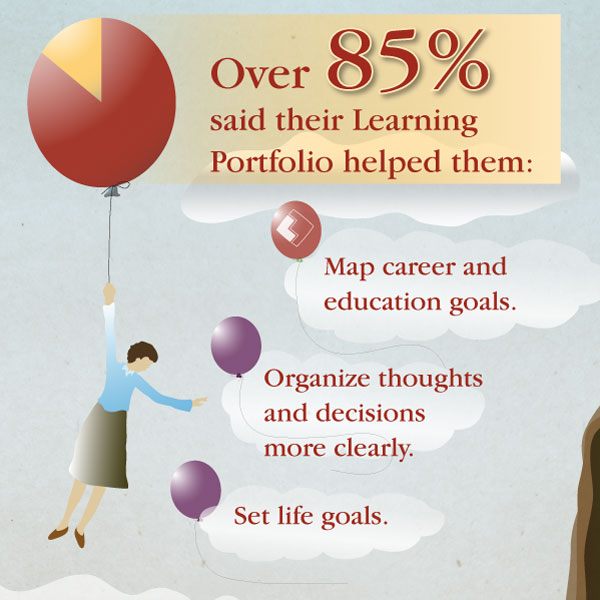 Over 85%
said their Learning
Portfolio helped them:
Map career and
education goals.
Organize thoughts
and decisions
more clearly.
Set life goals.